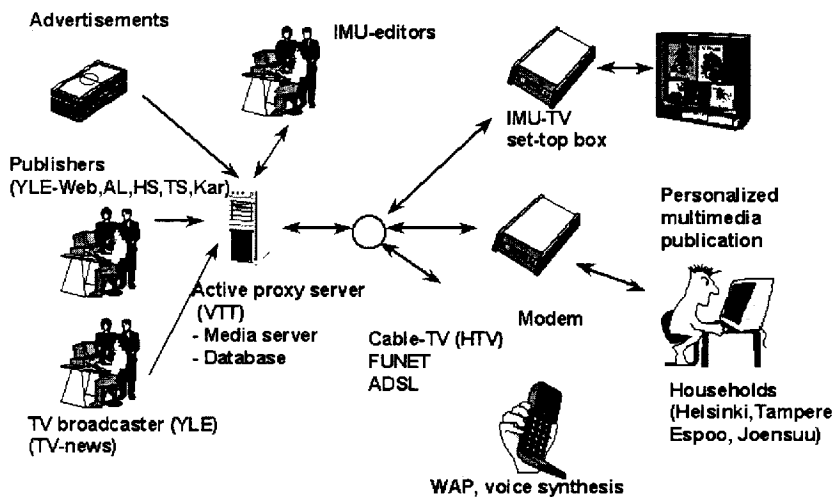 Advertisements
IMU-editors
IMU-TV
set-top box
Publishers
(YLE-Web,AL,HS,TS,Kar)
Personalized
multimedia
publication
Active proxy server
(VTT)
- Media server
- Database
Modem
Cable-TV (HTV)
FUNET
ADSL
TV broadcaster (YLE)
(TV-news)
Households
(Helsinki,Tampere
Espoo, Joensuu)
WAP, voice synthesis